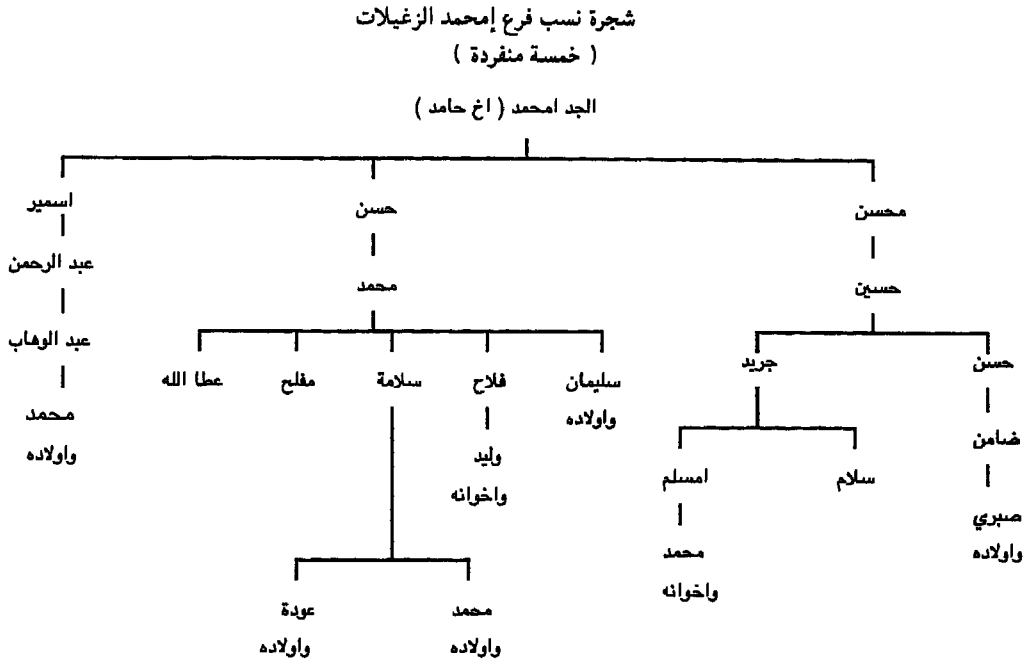 شجرة نسب فرع إمحمد الزغيلات
( خمسة منفردة )
الجد امحمد ( اخ حامد )
محسن
حسن
اسمير
حسين
محمد
عبد الرحمن
حسن
جريد
سليمان
واولاده
فلاح
سلامة
مفلح
عطا الله
عبد الوهاب
ضامن
سلام
امسلم
وليد
واخوانه
محمد
واولاده
صبري
واولاده
محمد
واخوانه
محمد
واولاده
عودة
واولاده